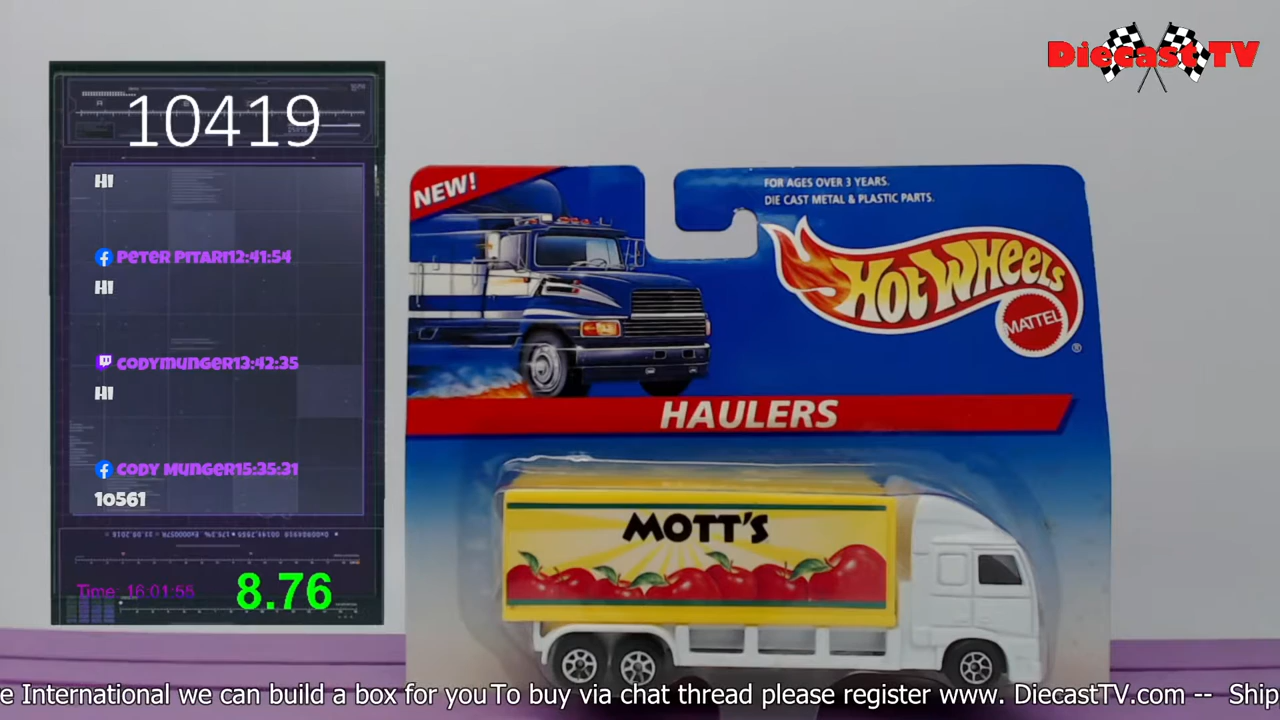 Diecast TV
10419
HI
Peter Pitari12:41:54
HI
codymunger13:42:35
HI
Cody Munger15:35:31
10561
Time: 16:01:55
8.76
NEW!
FOR AGES OVER 3 YEARS.
DIE CAST METAL & PLASTIC PARTS.
HOT WHEELS
MATTEL
®
HAULERS
MOTT'S
e International we can build a box for you To buy via chat thread please register www. DiecastTV.com -- Ship